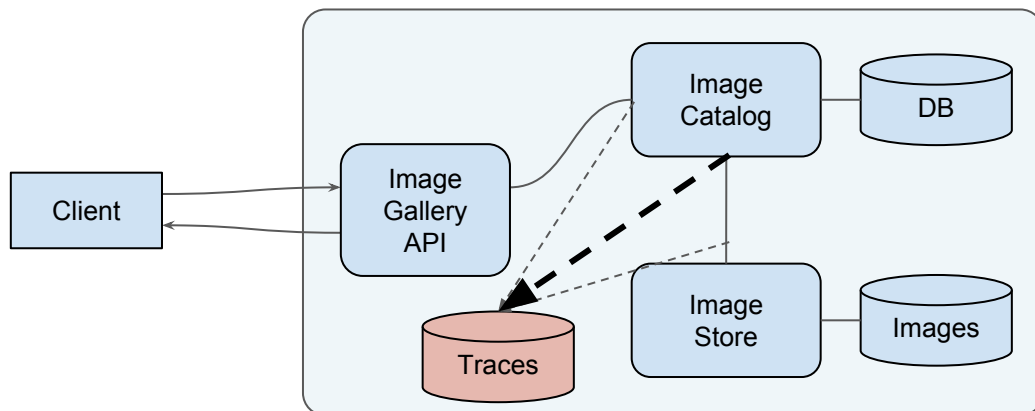 Client
Image
Gallery
API
Image
Catalog
DB
Image
Store
Images
Traces